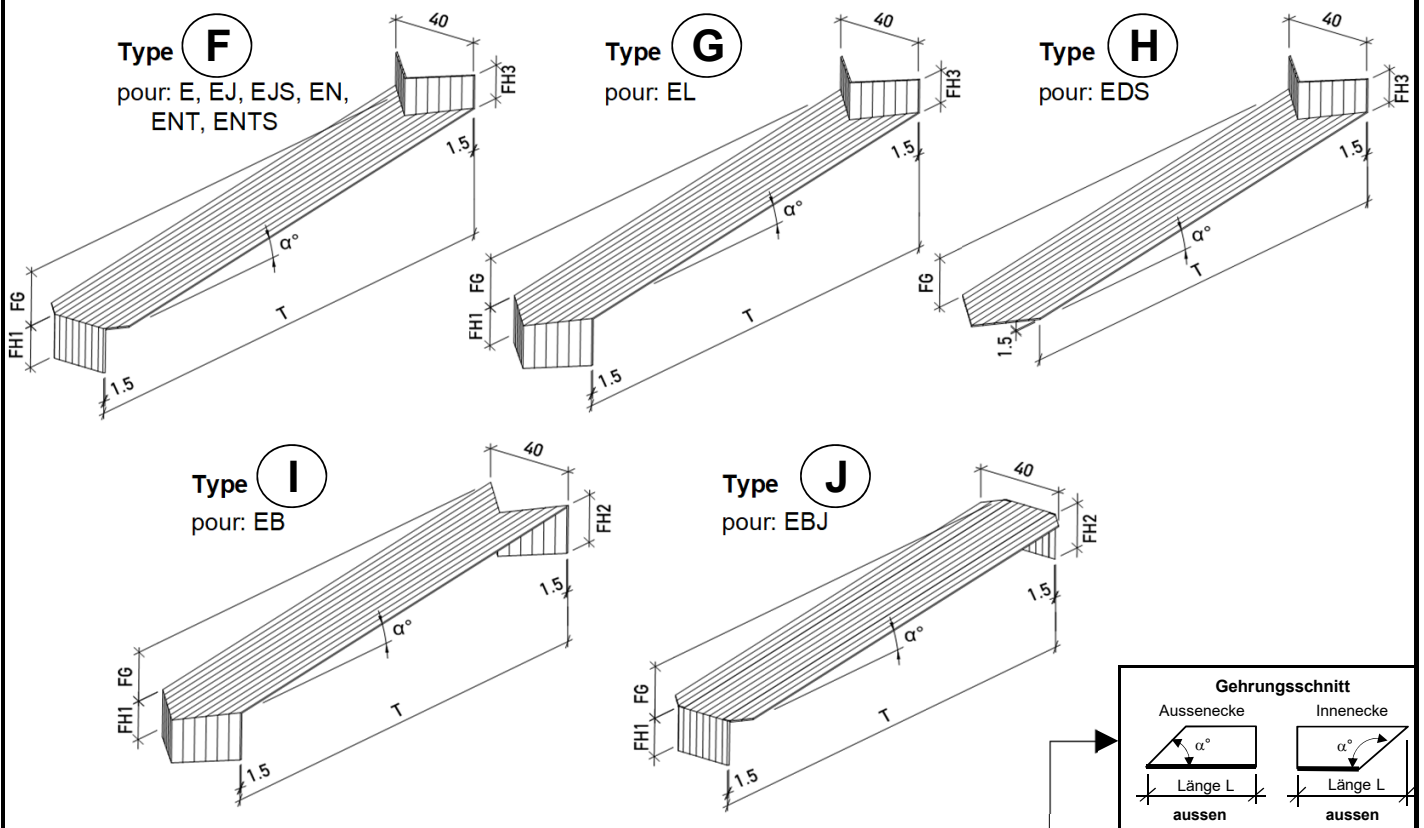 Type F
pour: E, EJ, EJS, EN,
ENT, ENTS
40
FH3
1.5
α°
FG
FH1
T
1.5
Type G
pour: EL
40
FH3
1.5
α°
FG
FH1
T
1.5
Type H
pour: EDS
40
FH3
1.5
α°
FG
T
1.5
Type I
pour: EB
40
FH2
1.5
α°
FG
FH1
T
1.5
Type J
pour: EBJ
40
FH2
1.5
α°
FG
FH1
T
1.5
Gehrungsschnitt
Aussenecke Innenecke
α° α°
Länge L Länge L
aussen aussen